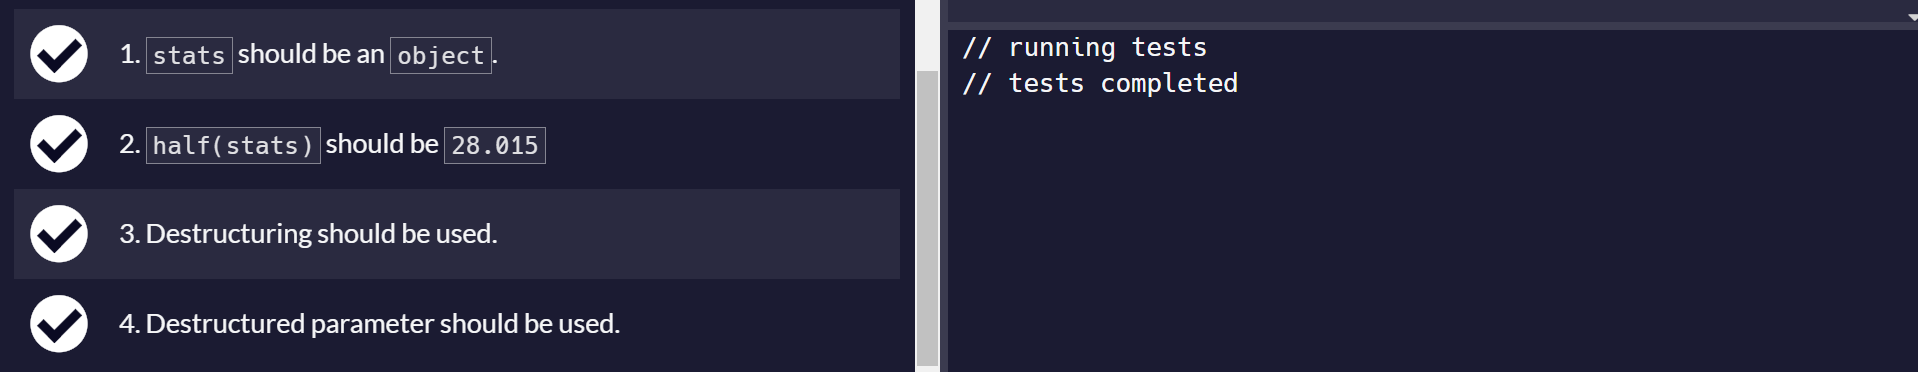 1. stats should be an object.
2. half(stats) should be 28.015
3. Destructuring should be used.
4. Destructured parameter should be used.
// running tests
// tests completed